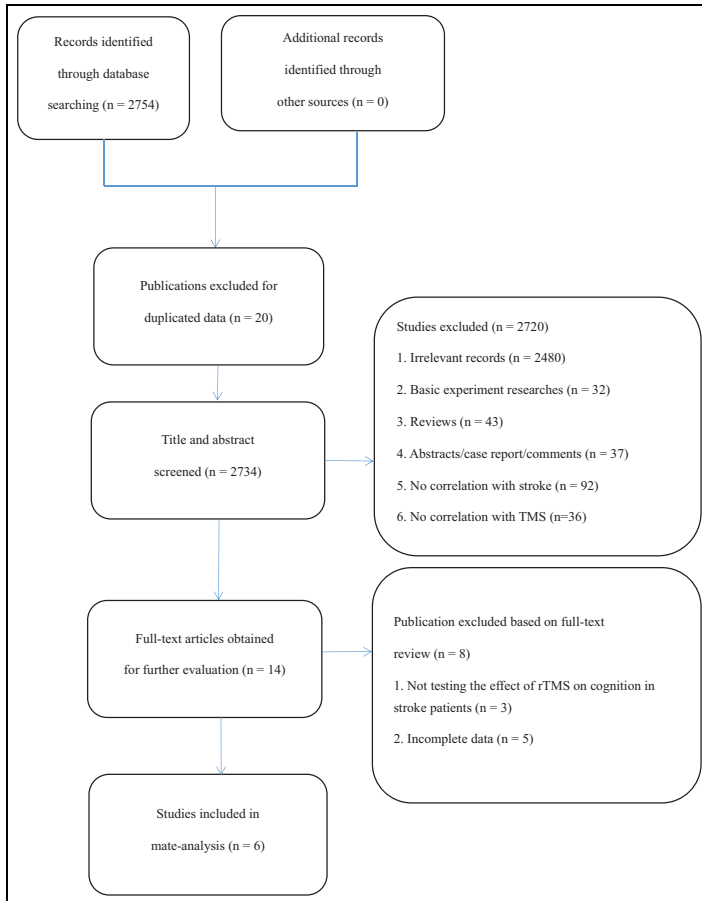 Records identified
through database
searching (n = 2754)
Additional records
identified through
other sources (n = 0)
Publications excluded for
duplicated data (n = 20)
Title and abstract
screened (n = 2734)
Studies excluded (n = 2720)
1. Irrelevant records (n = 2480)
2. Basic experiment researches (n = 32)
3. Reviews (n = 43)
4. Abstracts/case report/comments (n = 37)
5. No correlation with stroke (n = 92)
6. No correlation with TMS (n=36)
Full-text articles obtained
for further evaluation (n = 14)
Publication excluded based on full-text
review (n = 8)
1. Not testing the effect of rTMS on cognition in
stroke patients (n = 3)
2. Incomplete data (n = 5)
Studies included in
mate-analysis (n = 6)